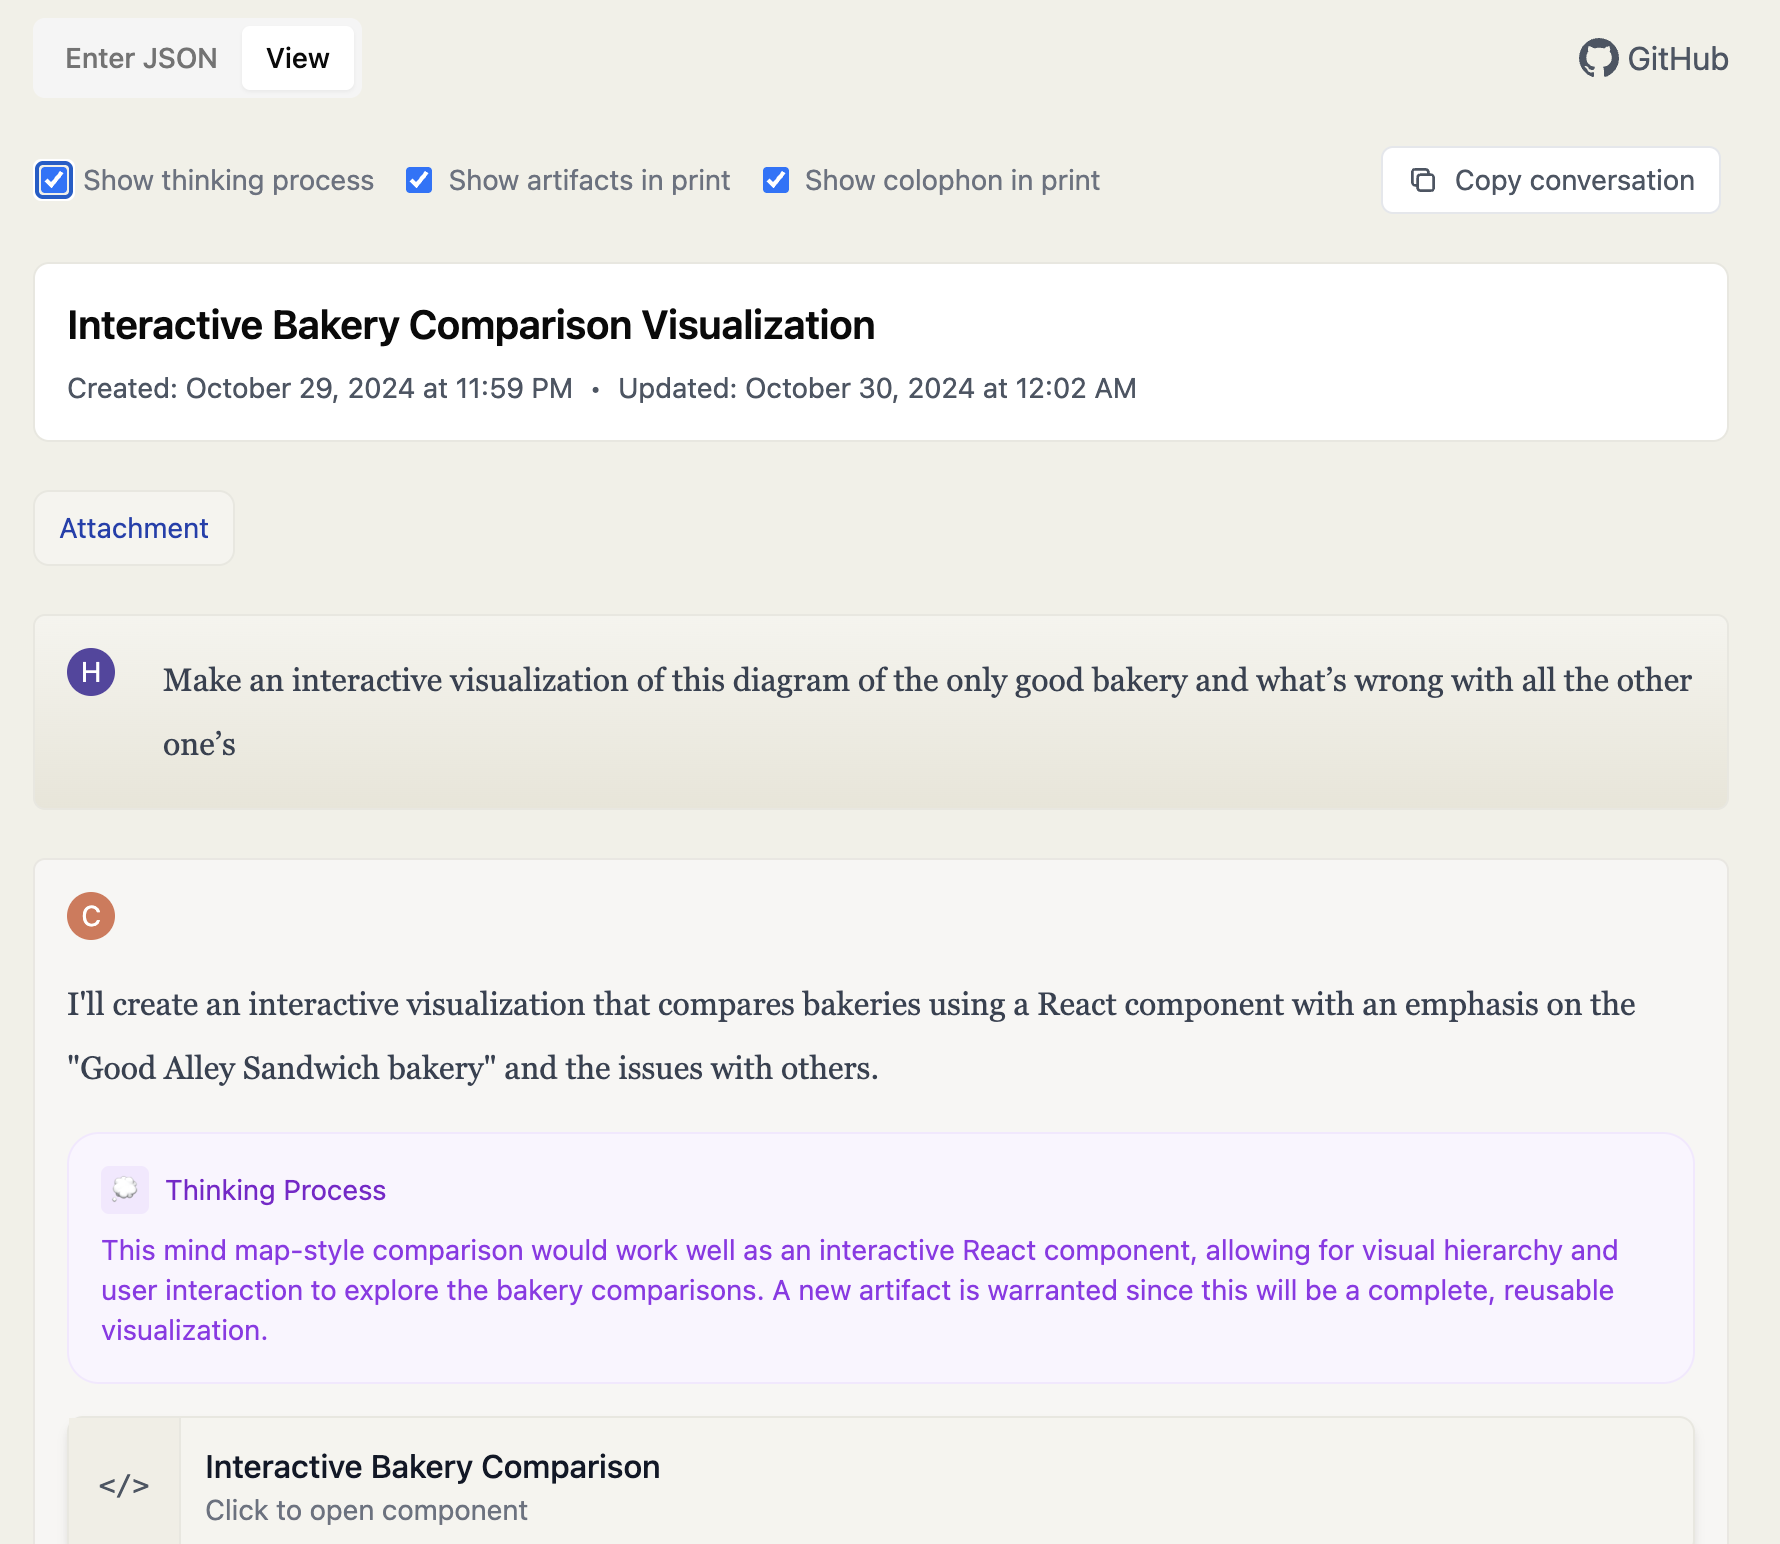 Enter JSON View GitHub
Show thinking process Show artifacts in print Show colophon in print Copy conversation
Interactive Bakery Comparison Visualization
Created: October 29, 2024 at 11:59 PM • Updated: October 30, 2024 at 12:02 AM
Attachment
H Make an interactive visualization of this diagram of the only good bakery and what’s wrong with all the other
one’s
C
I'll create an interactive visualization that compares bakeries using a React component with an emphasis on the
"Good Alley Sandwich bakery" and the issues with others.
Thinking Process
This mind map-style comparison would work well as an interactive React component, allowing for visual hierarchy and
user interaction to explore the bakery comparisons. A new artifact is warranted since this will be a complete, reusable
visualization.
</> Interactive Bakery Comparison
Click to open component